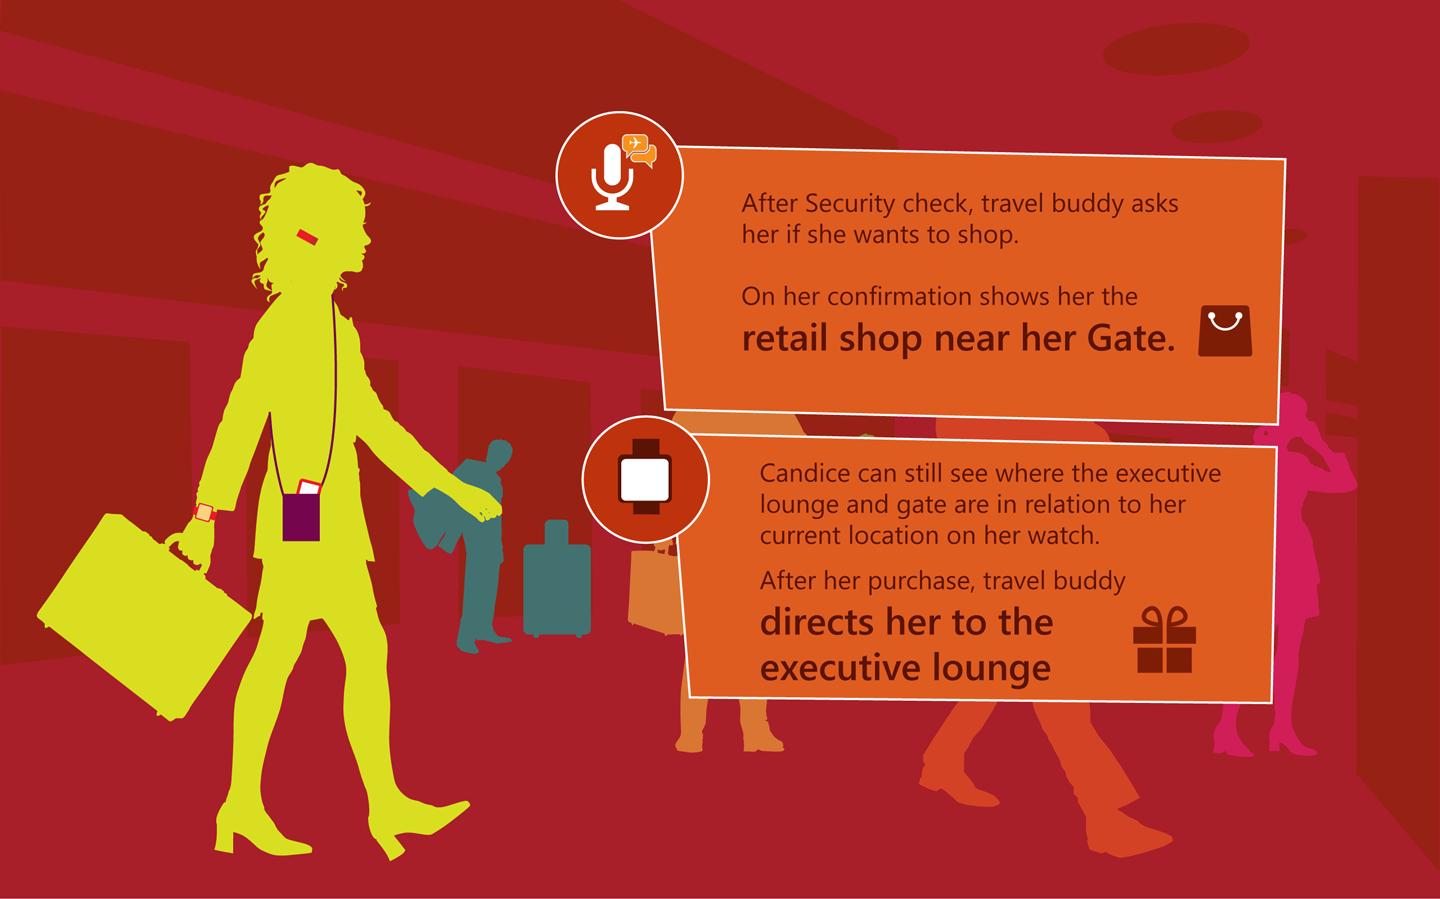 After Security check, travel buddy asks
her if she wants to shop.
On her confirmation shows her the
retail shop near her Gate.
Candice can still see where the executive
lounge and gate are in relation to her
current location on her watch.
After her purchase, travel buddy
directs her to the
executive lounge